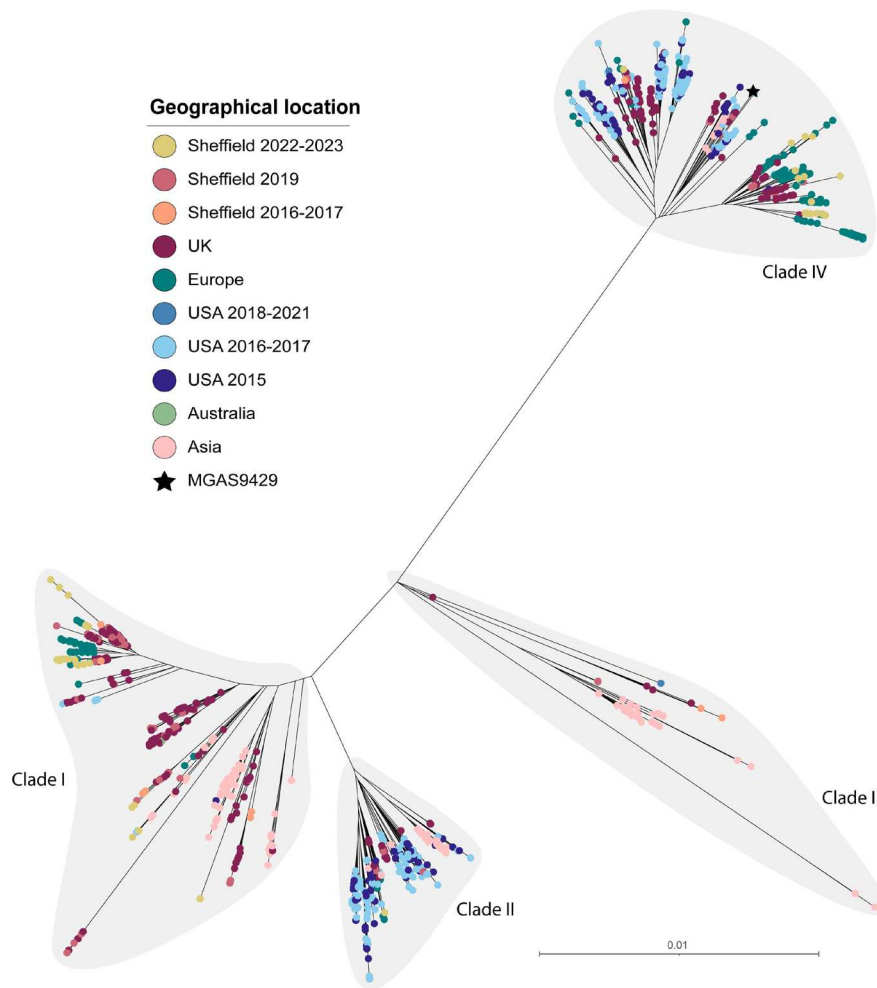 Geographical location
Sheffield 2022-2023
Sheffield 2019
Sheffield 2016-2017
UK
Europe
USA 2018-2021
USA 2016-2017
USA 2015
Australia
Asia
MGAS9429
Clade IV
Clade I
Clade I
Clade II
0.01